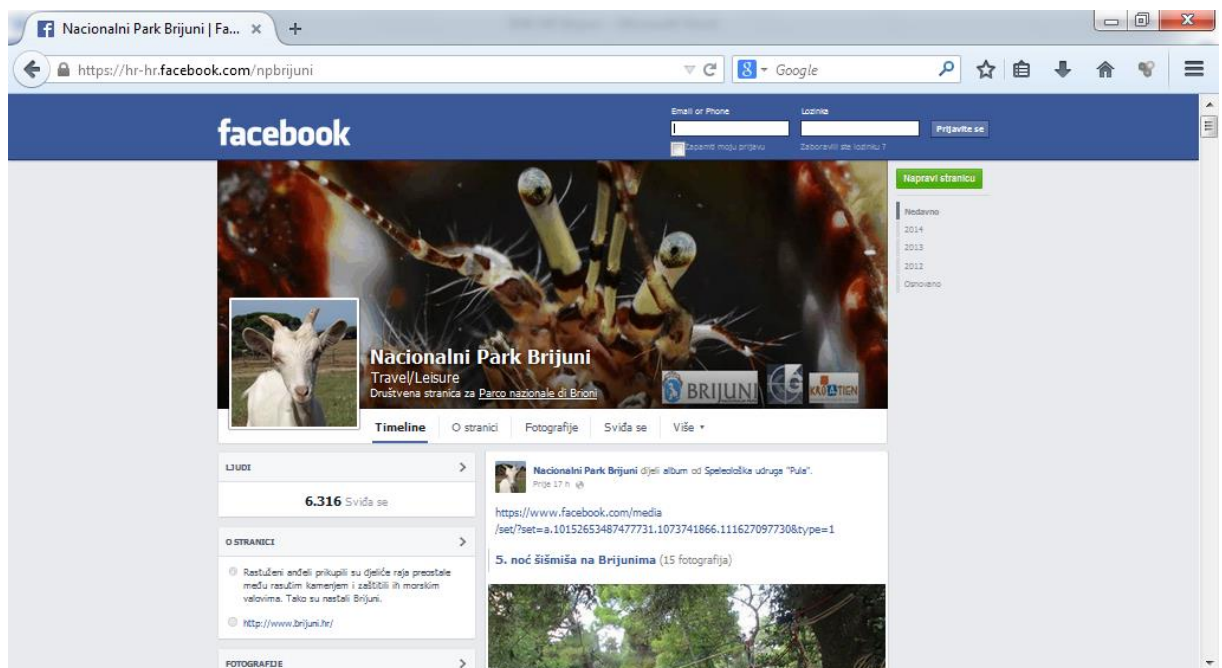 Nacionalni Park Brijuni | Fa...
https://hr-hr.facebook.com/npbrijuni
Google
Email or Phone
Lozinka
facebook
Prijavite se
Zapamti moju prijavu
Zaboravili ste lozinku ?
Napravi stranicu
Nedavno
2014
2013
2012
Osnovano
Nacionalni Park Brijuni
Travel/Leisure
Društvena stranica za Parco nazionale di Brioni
BRIJUNI
KROATIEN
Timeline
O stranici
Fotografije
Sviđa se
Više
LJUDI
6.316 Sviđa se
O STRANICI
Rastuženi anđeli prikupili su djeliće raja preostale
među rasutim kamenjem i zaštitili ih morskim
valovima. Tako su nastali Brijuni.
http://www.brijuni.hr/
FOTOGRAFIJE
Nacionalni Park Brijuni dijeli album od Speleološka udruga "Pula".
Prije 17 h
https://www.facebook.com/media
/set/?set=a.10152653487477731.1073741866.111627097730&type=1
5. noć šišmiša na Brijunima (15 fotografija)